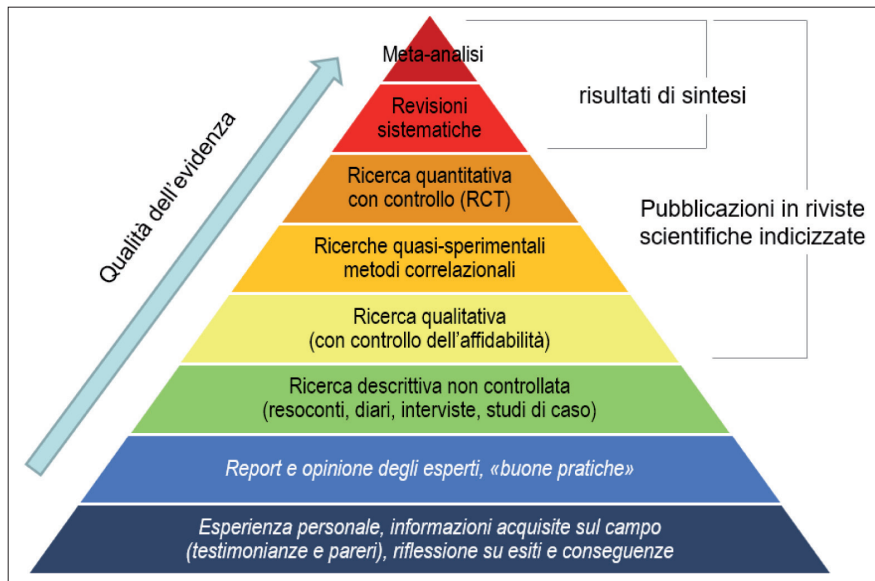 Meta-analisi
Revisioni
sistematiche
Ricerca quantitativa
con controllo (RCT)
Ricerche quasi-sperimentali
metodi correlazionali
Ricerca qualitativa
(con controllo dell'affidabilità)
Ricerca descrittiva non controllata
(resoconti, diari, interviste, studi di caso)
Report e opinione degli esperti, «buone pratiche»
Esperienza personale, informazioni acquisite sul campo
(testimonianze e pareri), riflessione su esiti e conseguenze
Qualità dell'evidenza
risultati di sintesi
Pubblicazioni in riviste
scientifiche indicizzate